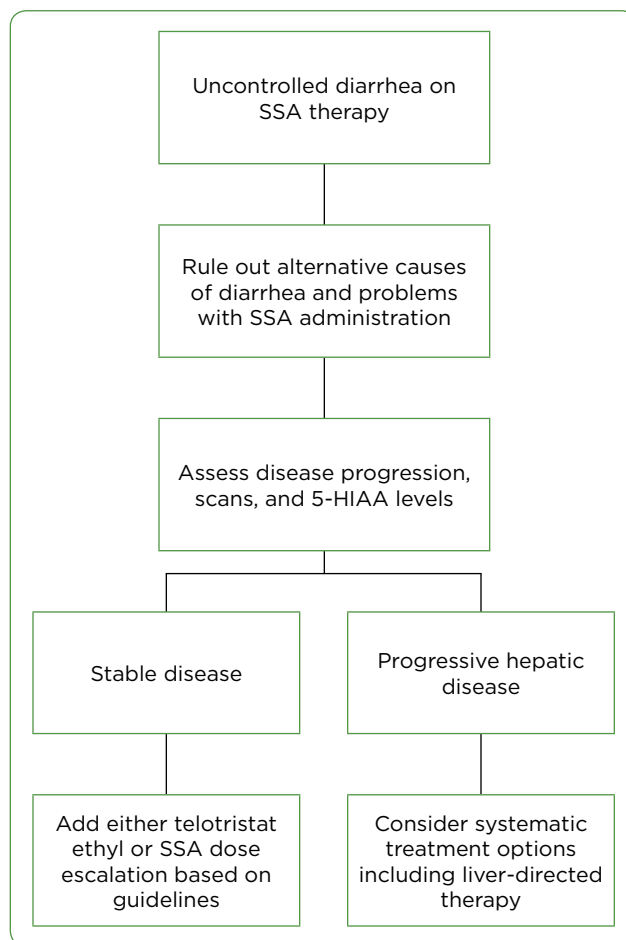 Uncontrolled diarrhea on
SSA therapy
Rule out alternative causes
of diarrhea and problems
with SSA administration
Assess disease progression,
scans, and 5-HIAA levels
Stable disease
Progressive hepatic
disease
Add either telotristat
ethyl or SSA dose
escalation based on
guidelines
Consider systematic
treatment options
including liver-directed
therapy